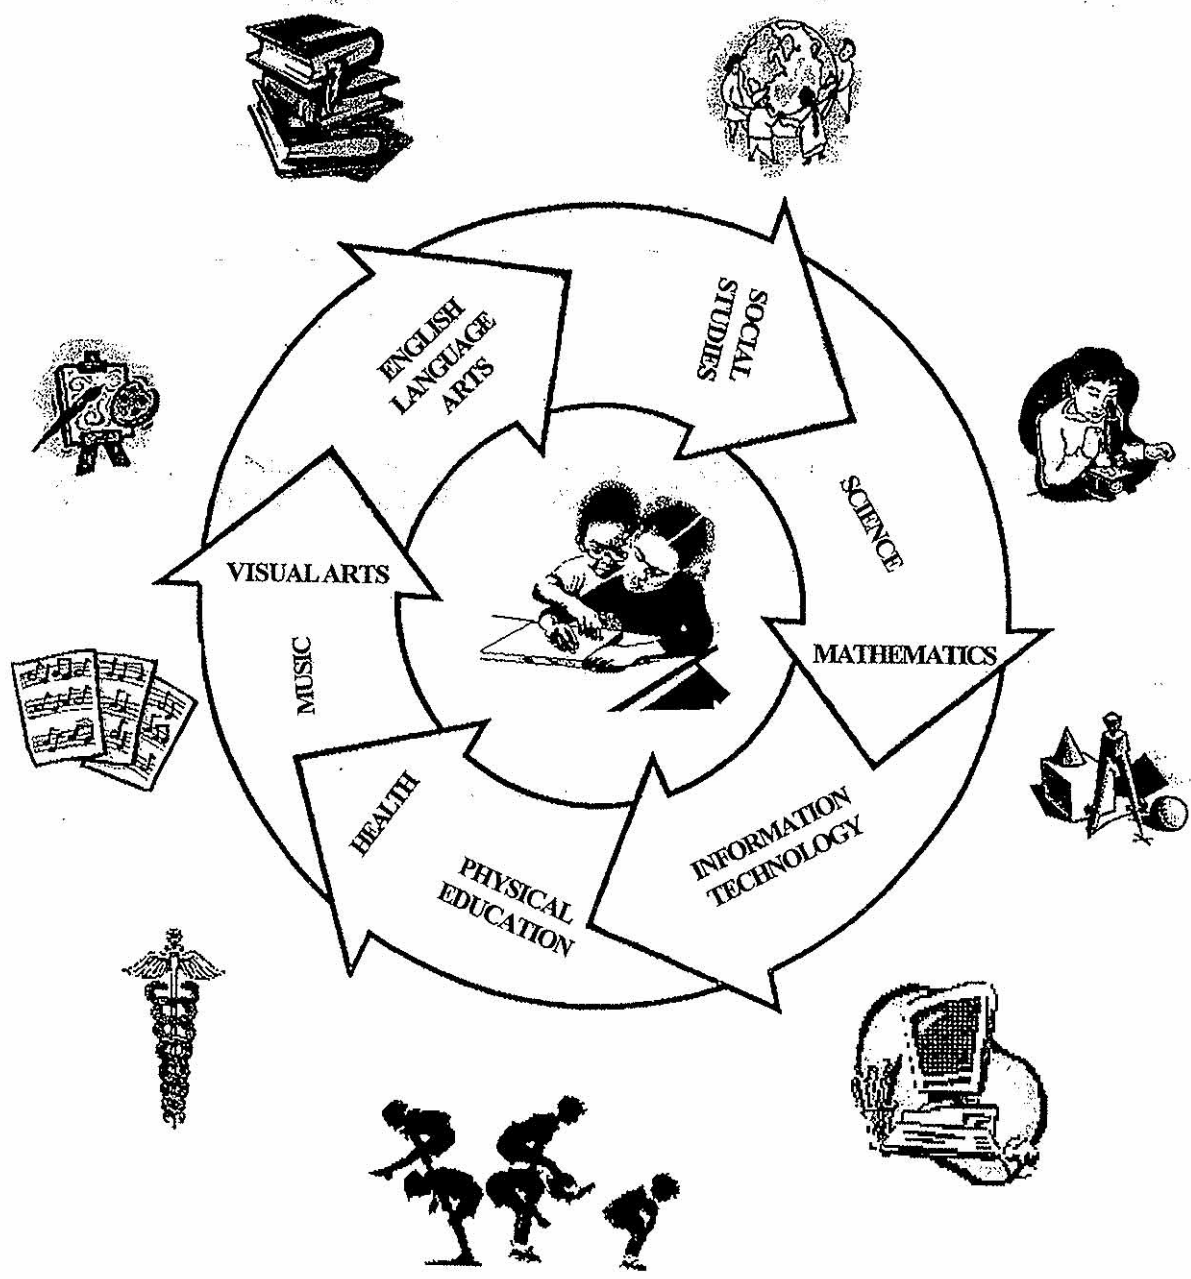 ENGLISH
LANGUAGE
ARTS
SOCIAL
STUDIES
SCIENCE
MATHEMATICS
INFORMATION
TECHNOLOGY
PHYSICAL
EDUCATION
HEALTH
MUSIC
VISUAL ARTS